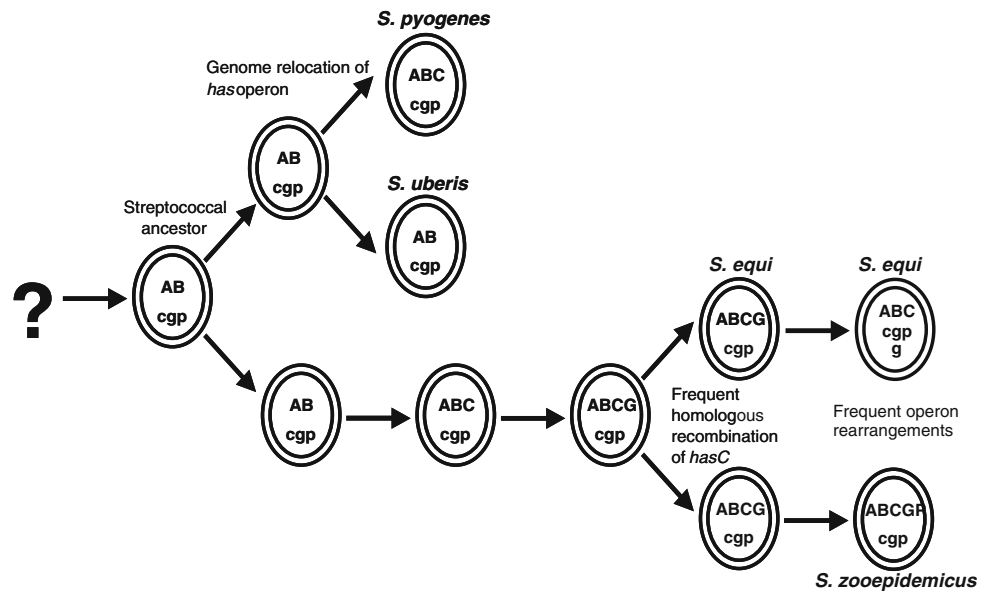 S. pyogenes
ABC
cgp
Genome relocation of
hasoperon
AB
cgp
S. uberis
AB
cgp
Streptococcal
ancestor
AB
cgp
?
AB
cgp
ABC
cgp
ABCG
cgp
S. equi
ABCG
cgp
S. equi
ABC
cgp
g
Frequent
homologous
recombination
of hasC
Frequent operon
rearrangements
ABCG
cgp
ABCGP
cgp
S. zooepidemicus